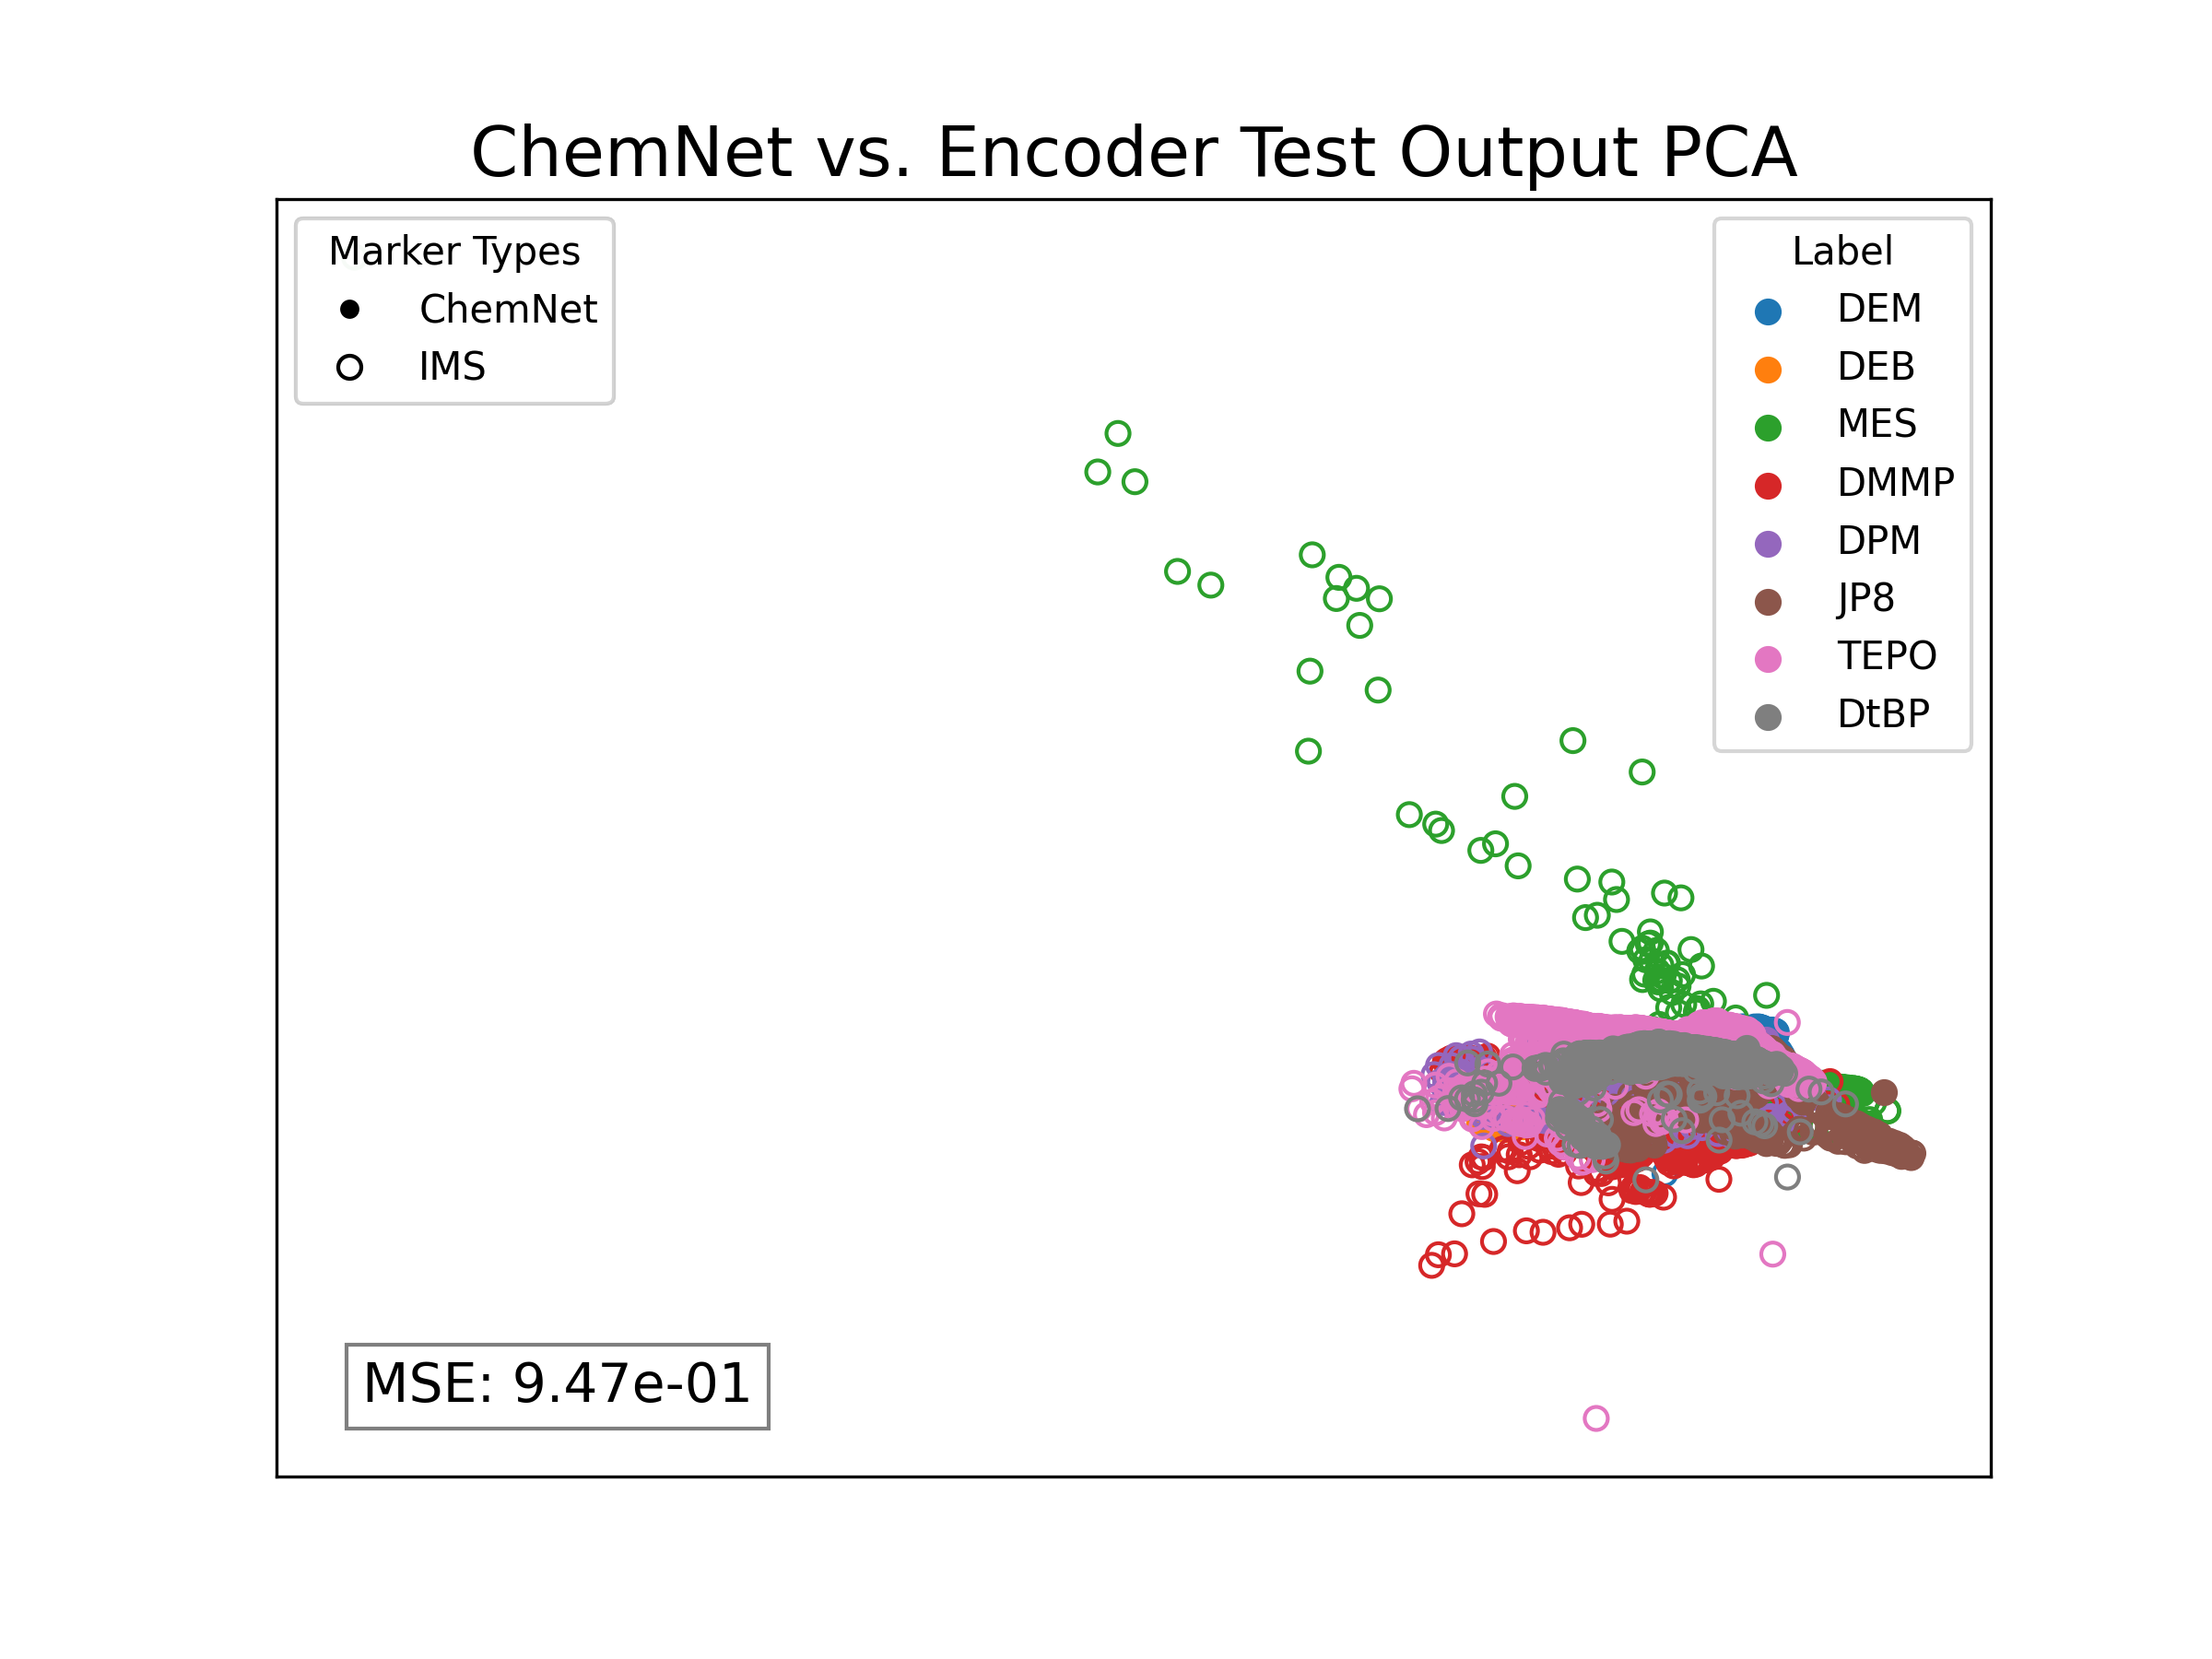 ChemNet vs. Encoder Test Output PCA
Marker Types
ChemNet
IMS
Label
DEM
DEB
MES
DMMP
DPM
JP8
TEPO
DtBP
MSE: 9.47e-01